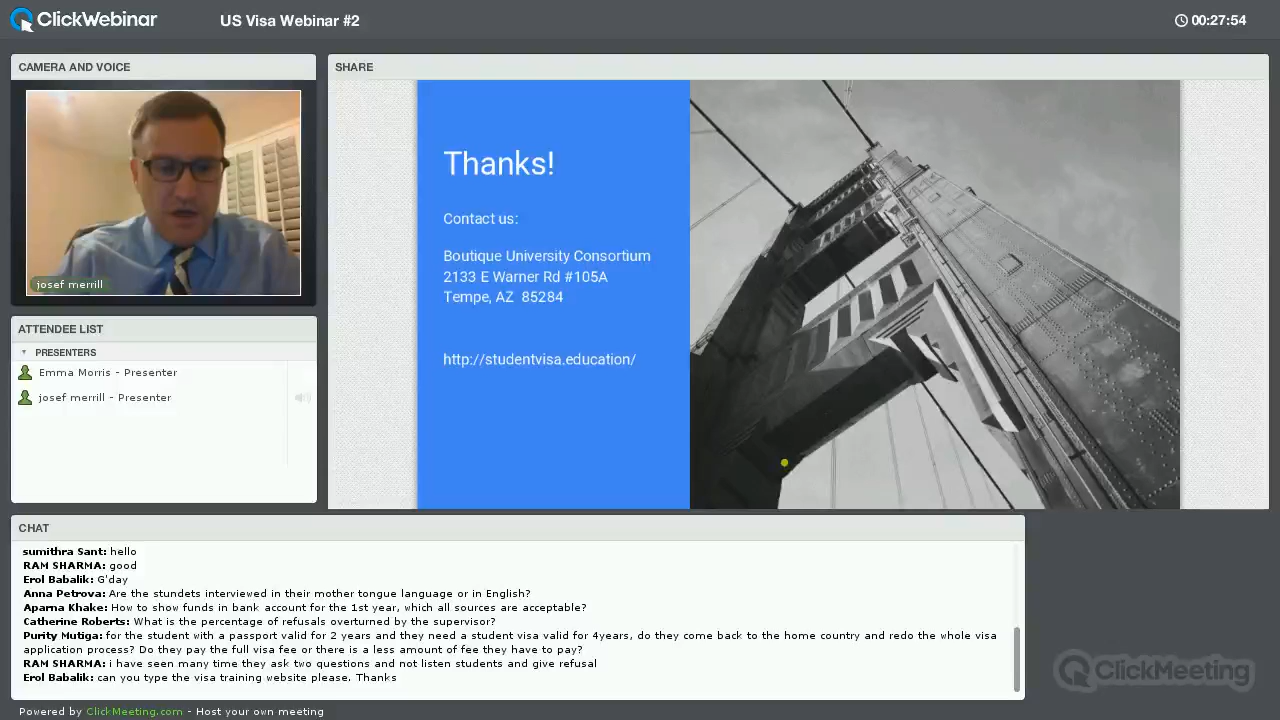 ClickWebinar
US Visa Webinar #2
00:27:54
CAMERA AND VOICE
josef merrill
SHARE
Thanks!
Contact us:
Boutique University Consortium
2133 E Warner Rd #105A
Tempe, AZ 85284
http://studentvisa.education/
ATTENDEE LIST
PRESENTERS
Emma Morris - Presenter
josef merrill - Presenter
CHAT
sumithra Sant: hello
RAM SHARMA: good
Erol Babalik: G'day
Anna Petrova: Are the stundets interviewed in their mother tongue language or in English?
Aparna Khake: How to show funds in bank account for the 1st year, which all sources are acceptable?
Catherine Roberts: What is the percentage of refusals overturned by the supervisor?
Purity Mutiga: for the student with a passport valid for 2 years and they need a student visa valid for 4years, do they come back to the home country and redo the whole visa
application process? Do they pay the full visa fee or there is a less amount of fee they have to pay?
RAM SHARMA: i have seen many time they ask two questions and not listen students and give refusal
Erol Babalik: can you type the visa training website please. Thanks
ClickMeeting
Powered by ClickMeeting.com - Host your own meeting